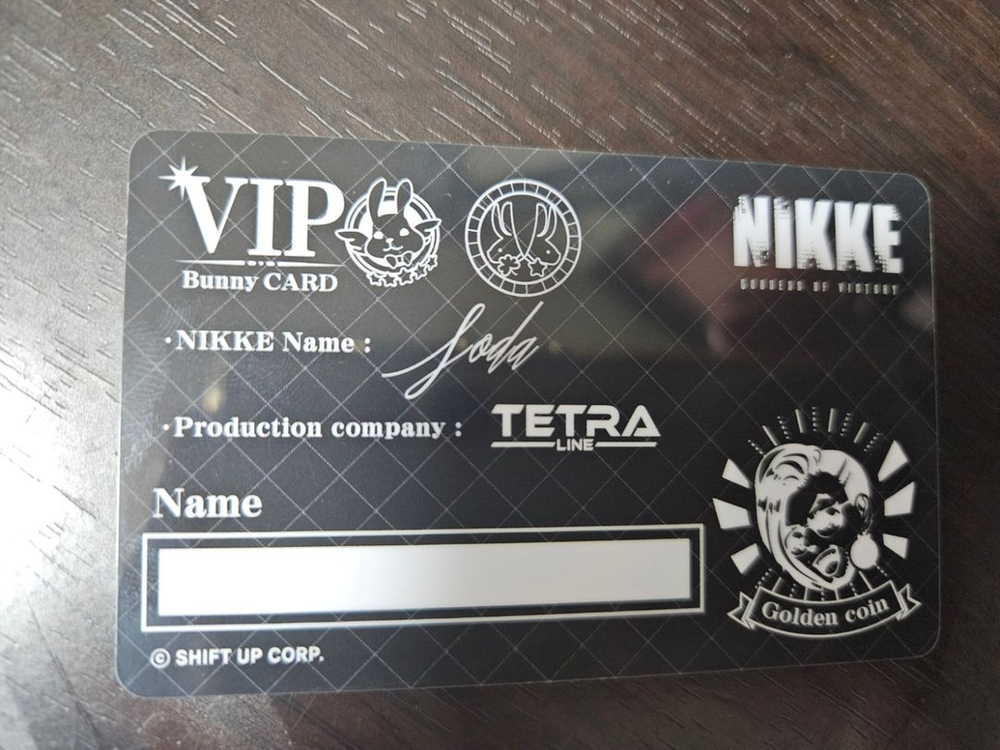 VIP
Bunny CARD
NiKKE
GODDESS OF VICTORY
·NIKKE Name : Soda
·Production company : TETRA LINE
Name
Golden coin
© SHIFT UP CORP.